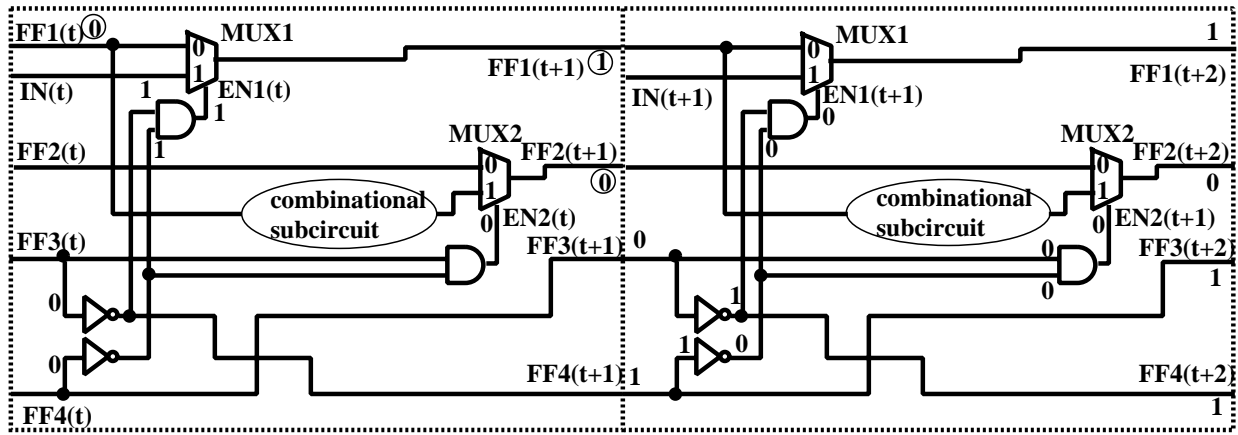 FF1(t) 0
MUX1
0
1
IN(t)
1
EN1(t)
1
1
FF1(t+1) 1
FF2(t)
MUX2
0
1
FF2(t+1)
0
combinational
subcircuit
0
EN2(t)
FF3(t)
FF3(t+1)
0
0
0
FF4(t+1)
1
FF4(t)
MUX1
0
1
1
FF1(t+2)
IN(t+1)
EN1(t+1)
0
0
MUX2
0
1
FF2(t+2)
0
combinational
subcircuit
0
EN2(t+1)
0
0
FF3(t+2)
1
1
1
0
FF4(t+2)
1